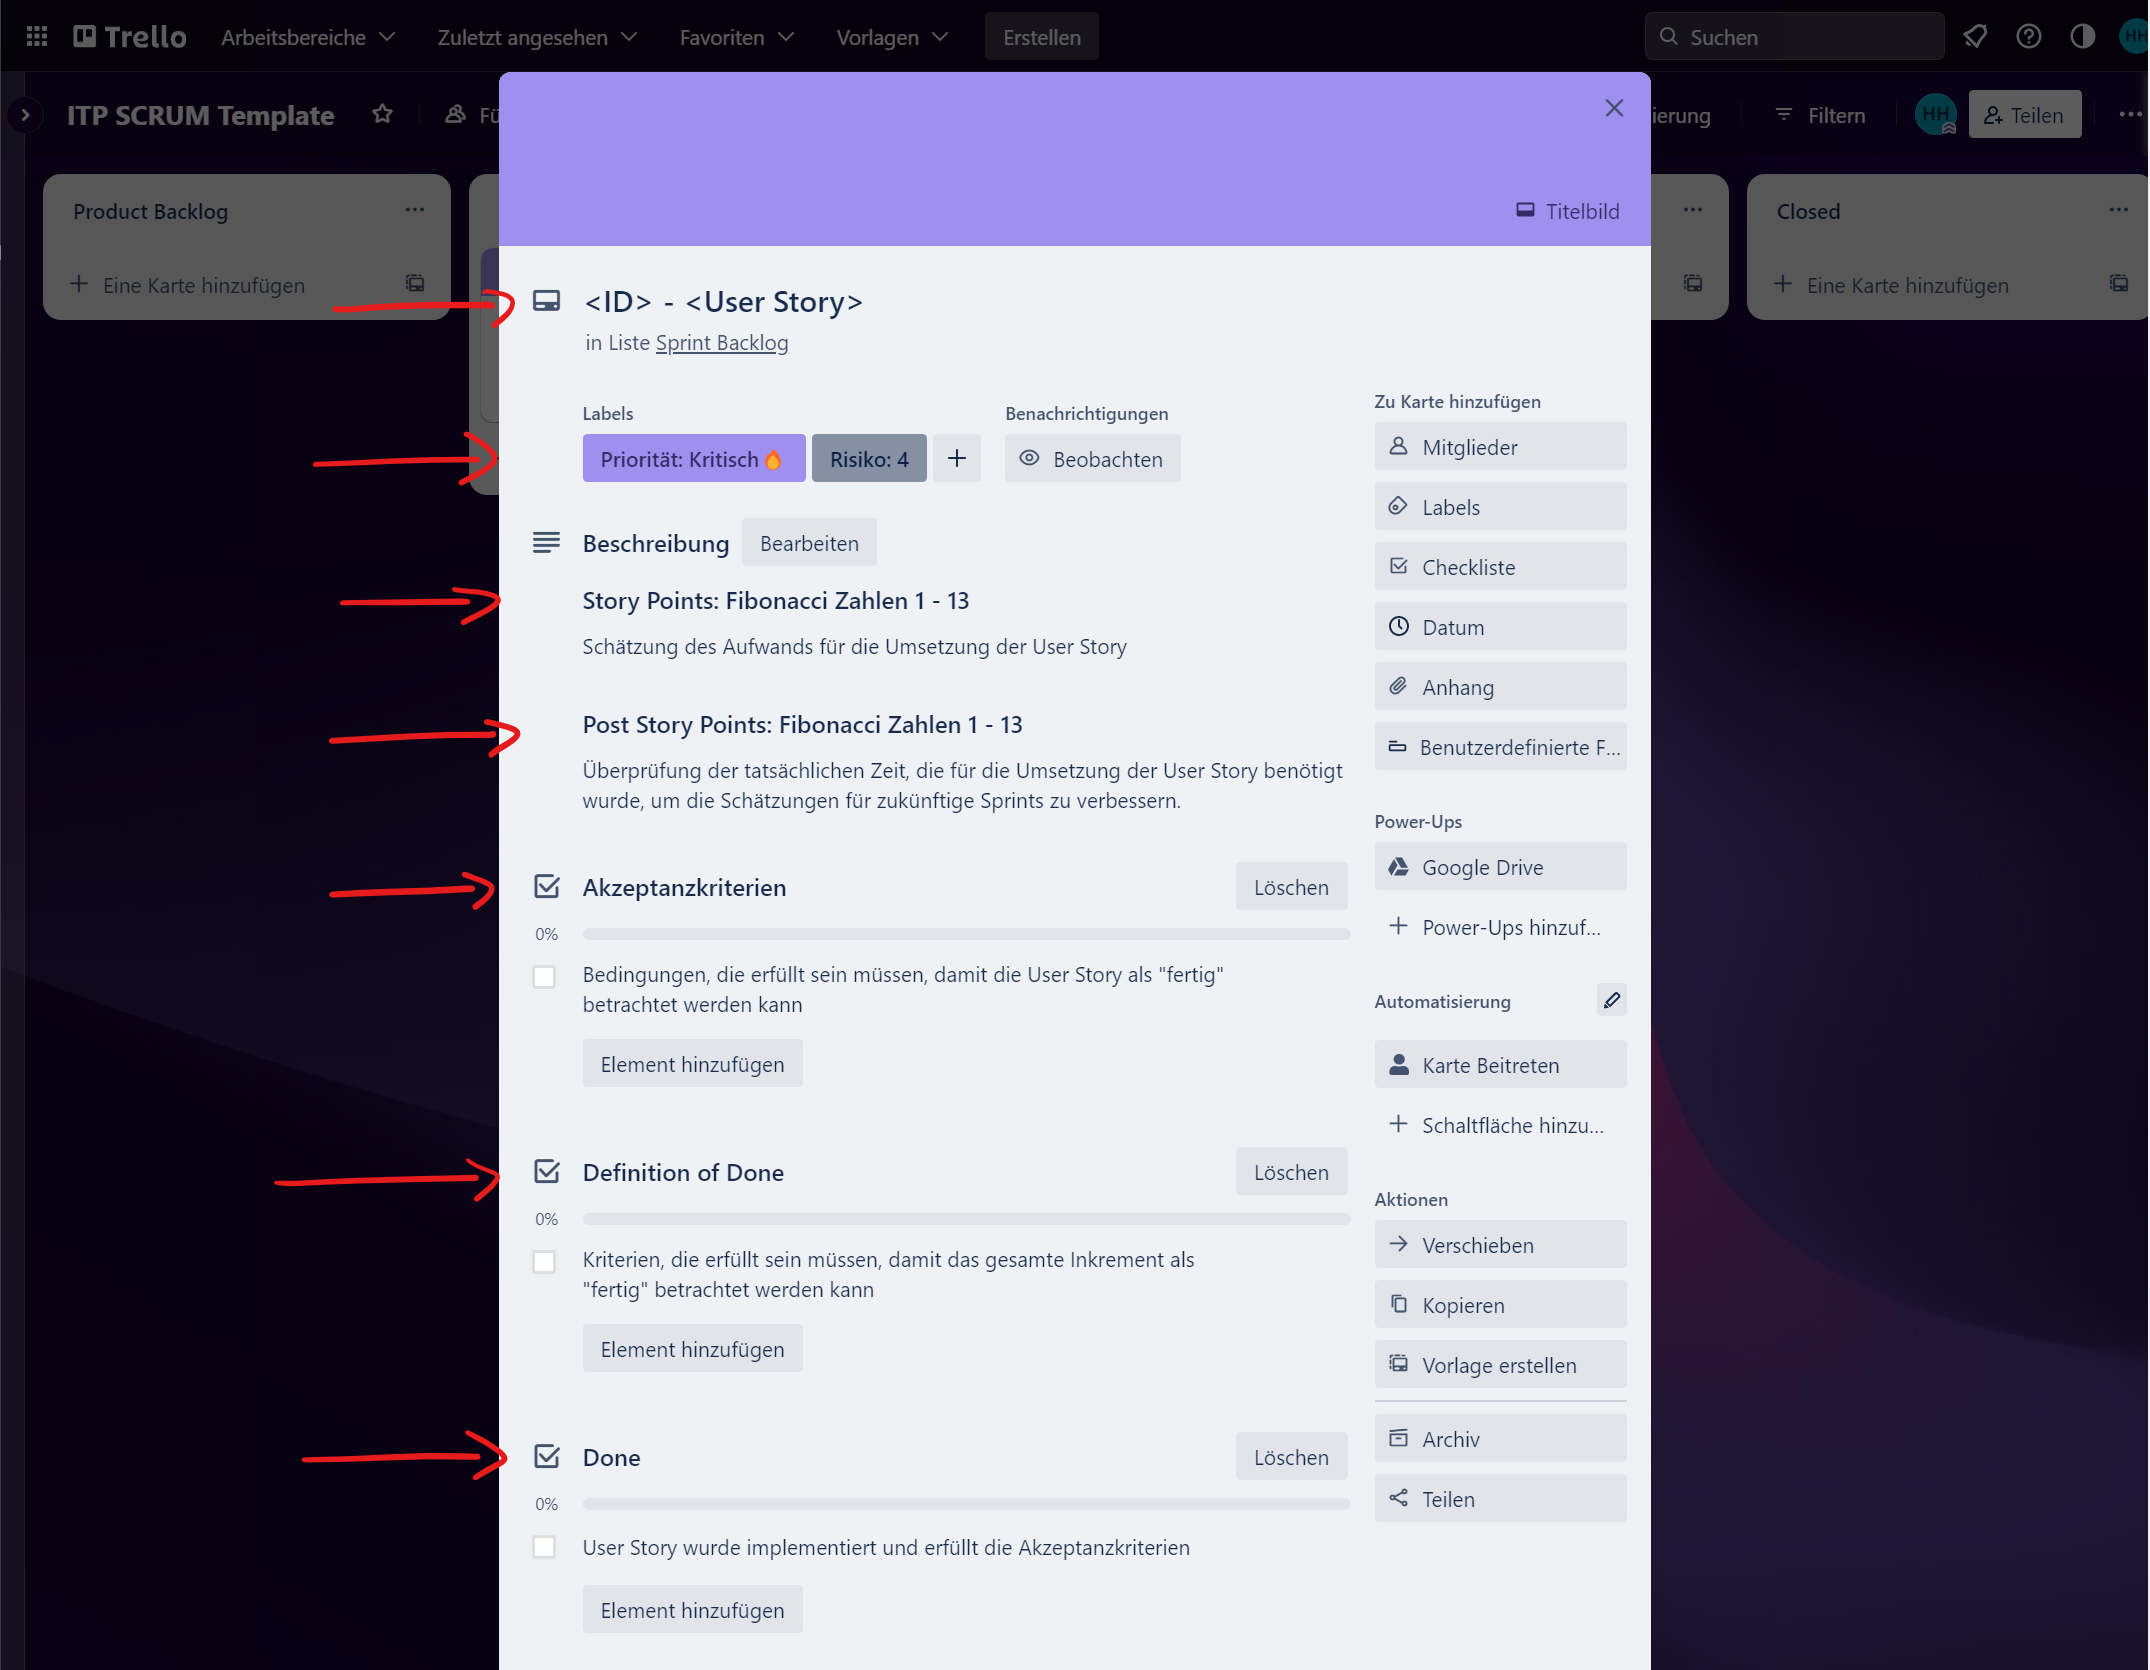 Trello
Arbeitsbereiche
Zuletzt angesehen
Favoriten
Vorlagen
Erstellen
Suchen
HH
ITP SCRUM Template
Fü
ierung
Filtern
HH
Teilen
Product Backlog
Eine Karte hinzufügen
Closed
Eine Karte hinzufügen
Titelbild
<ID> - <User Story>
in Liste Sprint Backlog
Labels
Priorität: Kritisch🔥
Risiko: 4
Benachrichtigungen
Beobachten
Beschreibung
Bearbeiten
Story Points: Fibonacci Zahlen 1 - 13
Schätzung des Aufwands für die Umsetzung der User Story
Post Story Points: Fibonacci Zahlen 1 - 13
Überprüfung der tatsächlichen Zeit, die für die Umsetzung der User Story benötigt
wurde, um die Schätzungen für zukünftige Sprints zu verbessern.
Akzeptanzkriterien
Löschen
0%
Bedingungen, die erfüllt sein müssen, damit die User Story als "fertig"
betrachtet werden kann
Element hinzufügen
Definition of Done
Löschen
0%
Kriterien, die erfüllt sein müssen, damit das gesamte Inkrement als
"fertig" betrachtet werden kann
Element hinzufügen
Done
Löschen
0%
User Story wurde implementiert und erfüllt die Akzeptanzkriterien
Element hinzufügen
Zu Karte hinzufügen
Mitglieder
Labels
Checkliste
Datum
Anhang
Benutzerdefinierte F...
Power-Ups
Google Drive
Power-Ups hinzuf...
Automatisierung
Karte Beitreten
Schaltfläche hinzu...
Aktionen
Verschieben
Kopieren
Vorlage erstellen
Archiv
Teilen